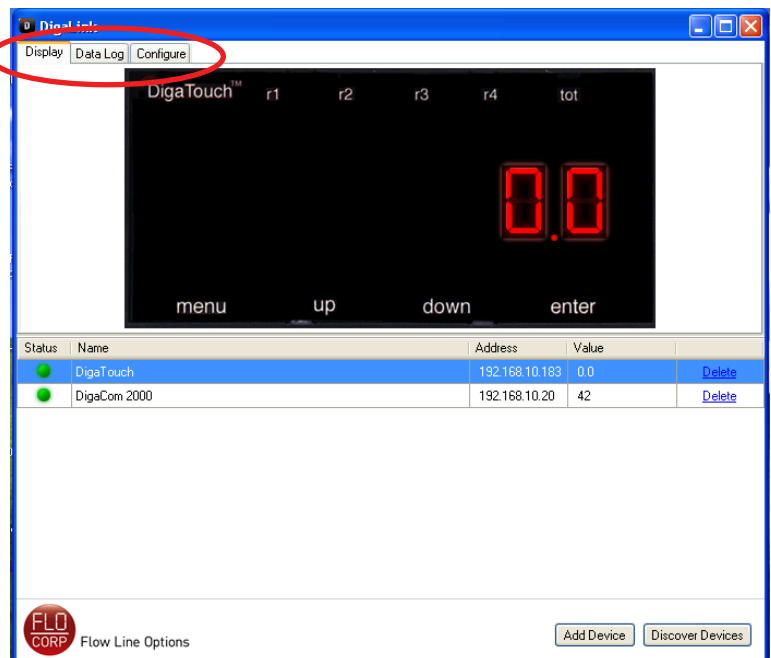 DigaLink
Display Data Log Configure
DigaTouch™ r1 r2 r3 r4 tot
0.0
menu up down enter
Status Name Address Value
DigaTouch 192.168.10.183 0.0 Delete
DigaCom 2000 192.168.10.20 42 Delete
FLO
CORP
Flow Line Options
Add Device Discover Devices